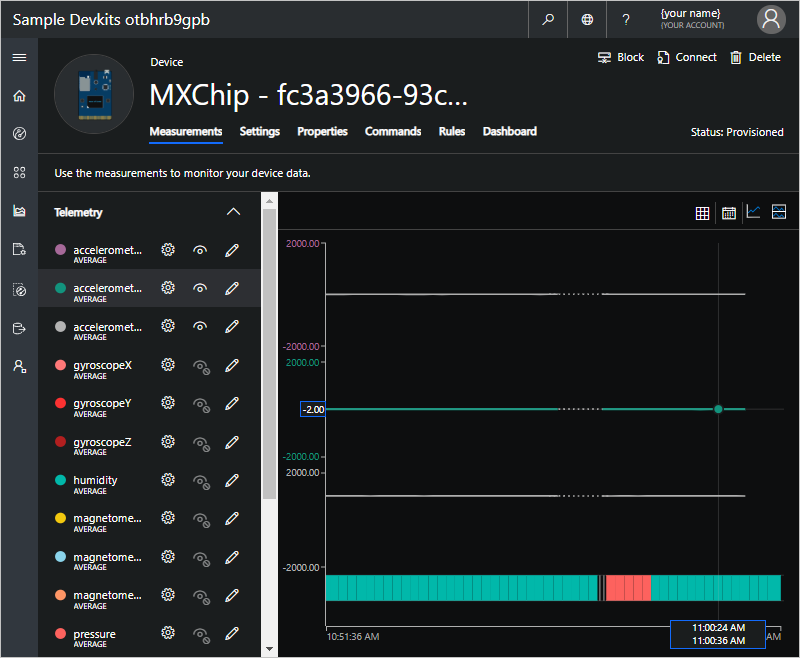 Sample Devkits otbhrb9gpb
?
{your name}
(YOUR ACCOUNT)
Device
MXChip - fc3a3966-93c...
Block
Connect
Delete
Measurements
Settings
Properties
Commands
Rules
Dashboard
Status: Provisioned
Use the measurements to monitor your device data.
Telemetry
acceleromet...
AVERAGE
acceleromet...
AVERAGE
acceleromet...
AVERAGE
gyroscopeX
AVERAGE
gyroscopeY
AVERAGE
gyroscopeZ
AVERAGE
humidity
AVERAGE
magnetome...
AVERAGE
magnetome...
AVERAGE
magnetome...
AVERAGE
pressure
AVERAGE
2000.00
-2000.00
2000.00
-2.00
-2000.00
2000.00
-2000.00
10:51:36 AM
11:00:24 AM
11:00:36 AM
AM